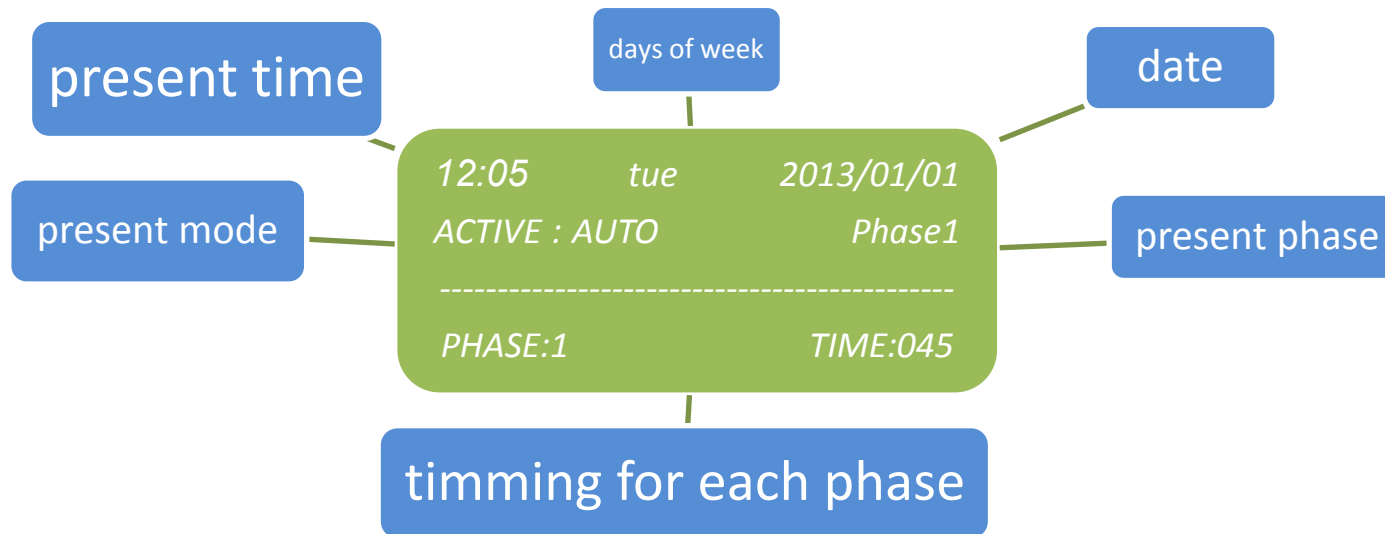 days of week
present time
date
12:05 tue 2013/01/01
present mode
ACTIVE : AUTO Phase1
present phase
---------------------------------------------
PHASE:1 TIME:045
timming for each phase